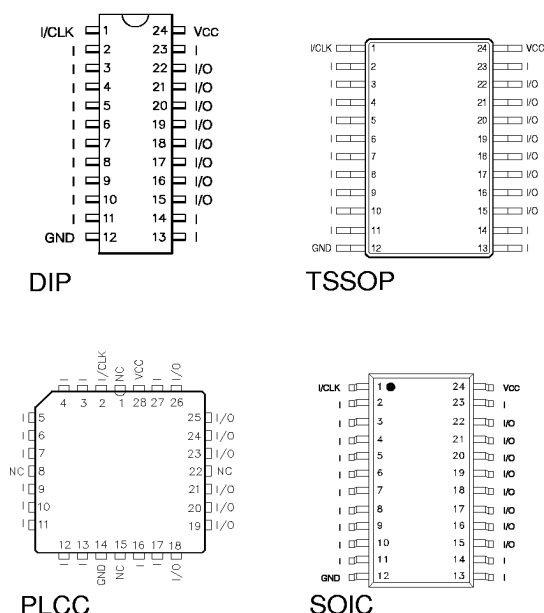 I/CLK 1 24 VCC
I 2 23 I
I 3 22 I/O
I 4 21 I/O
I 5 20 I/O
I 6 19 I/O
I 7 18 I/O
I 8 17 I/O
I 9 16 I/O
I 10 15 I/O
I 11 14 I
GND 12 13 I
DIP
I/CLK 1 24 VCC
I 2 23 I
I 3 22 I/O
I 4 21 I/O
I 5 20 I/O
I 6 19 I/O
I 7 18 I/O
I 8 17 I/O
I 9 16 I/O
I 10 15 I/O
I 11 14 I
GND 12 13 I
TSSOP
I I I/CLK NC VCC I I/O
4 3 2 1 28 27 26
I 5 25 I/O
I 6 24 I/O
I 7 23 I/O
NC 8 22 NC
I 9 21 I/O
I 10 20 I/O
I 11 19 I/O
12 13 14 15 16 17 18
I I GND NC I I I/O
PLCC
I/CLK 1 24 VCC
I 2 23 I
I 3 22 I/O
I 4 21 I/O
I 5 20 I/O
I 6 19 I/O
I 7 18 I/O
I 8 17 I/O
I 9 16 I/O
I 10 15 I/O
I 11 14 I
GND 12 13 I
SOIC